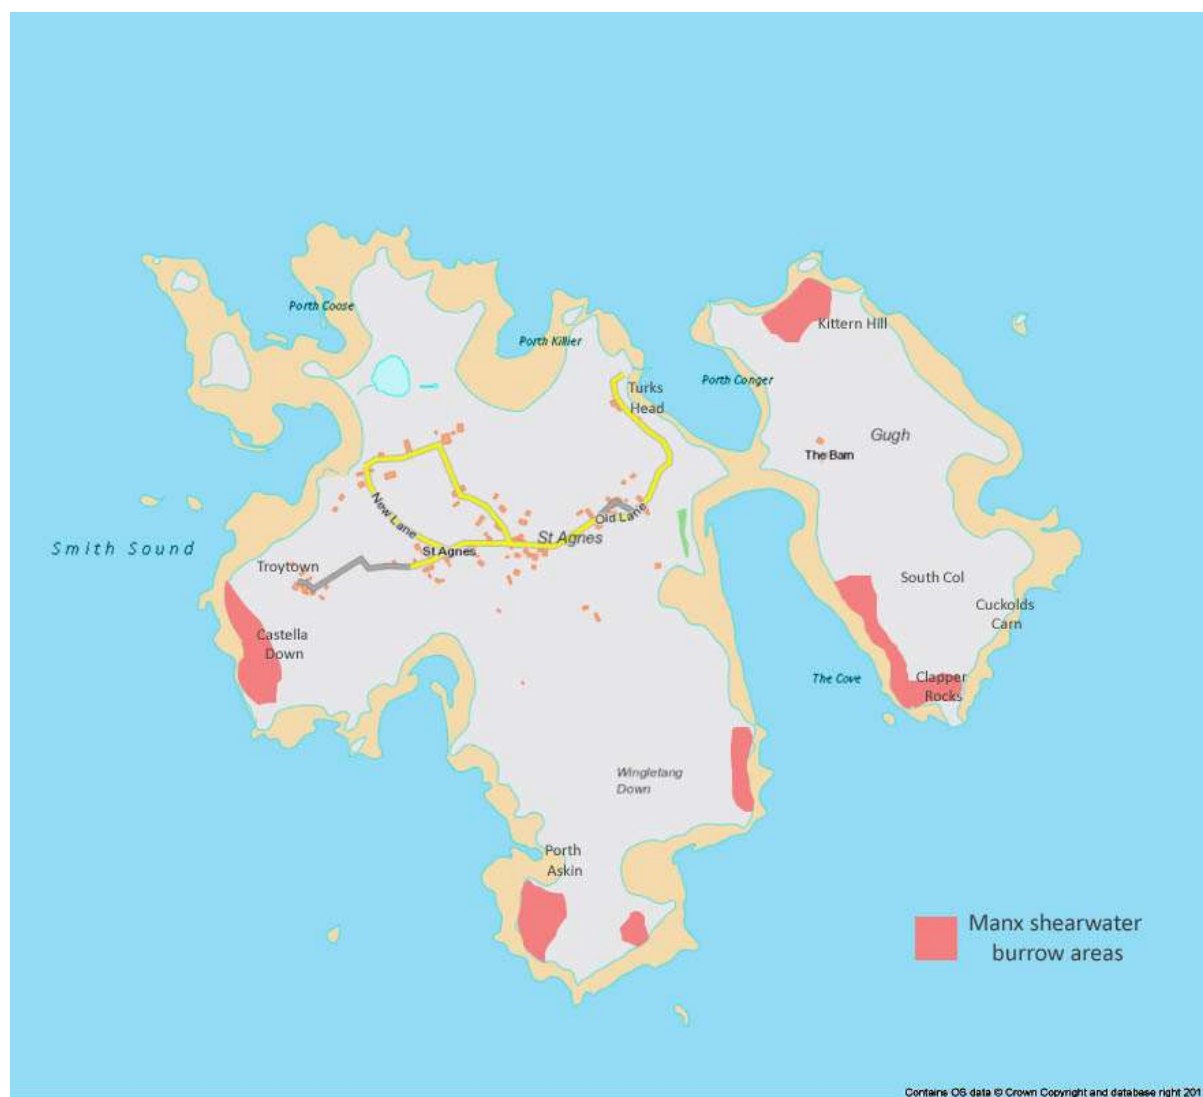 Porth Coose
Porth Killier
Kittern Hill
Turks
Head
Porth Conger
Gugh
The Barn
New Lane
Old Lane
St Agnes
St Agnes
Smith Sound
Troytown
South Col
Cuckolds
Carn
Castella
Down
The Cove
Clapper
Rocks
Wingletang
Down
Porth
Askin
Manx shearwater
burrow areas
Contains OS data © Crown Copyright and database right 201